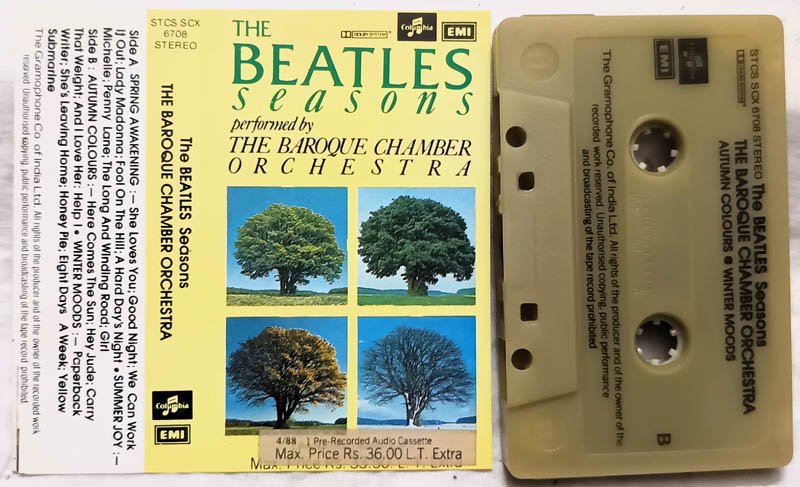 Side A SPRING AWAKENING :– She Loves You; Good Night; We Can Work
It Out; Lady Madonna; Fool On The Hill; A Hard Day's Night • SUMMER JOY :–
Michelle; Penny Lane; The Long And Winding Road; Girl
Side B : AUTUMN COLOURS :– Here Comes The Sun; Hey Jude; Carry
That Weight; And I Love Her; Help ! • WINTER MOODS :– Paperback
Writer; She's Leaving Home; Honey Pie; Eight Days A Week; Yellow
Submarine
The Gramophone Co. of India Ltd. All rights of the producer and of the owner of the recorded work
reserved. Unauthorised copying, public performance and broadcasting of the tape record prohibited
STCS SCX
6708
STEREO
The BEATLES Seasons
THE BAROQUE CHAMBER ORCHESTRA
Columbia
EMI
DOLBY SYSTEM
Columbia
EMI
THE
BEATLES
seasons
performed by
THE BAROQUE CHAMBER
ORCHESTRA
4/88 1 Pre-Recorded Audio Cassette
Max. Price Rs. 36.00 L.T. Extra
Max. Price Rs. L.T. Extra
EMI
STCS SCX 6708 STEREO
The BEATLES Seasons
THE BAROQUE CHAMBER ORCHESTRA
AUTUMN COLOURS • WINTER MOODS
The Gramophone Co. of India Ltd. All rights of the producer and of the owner of the
recorded work reserved. Unauthorised copying, public performance
and broadcasting of the tape record prohibited
B